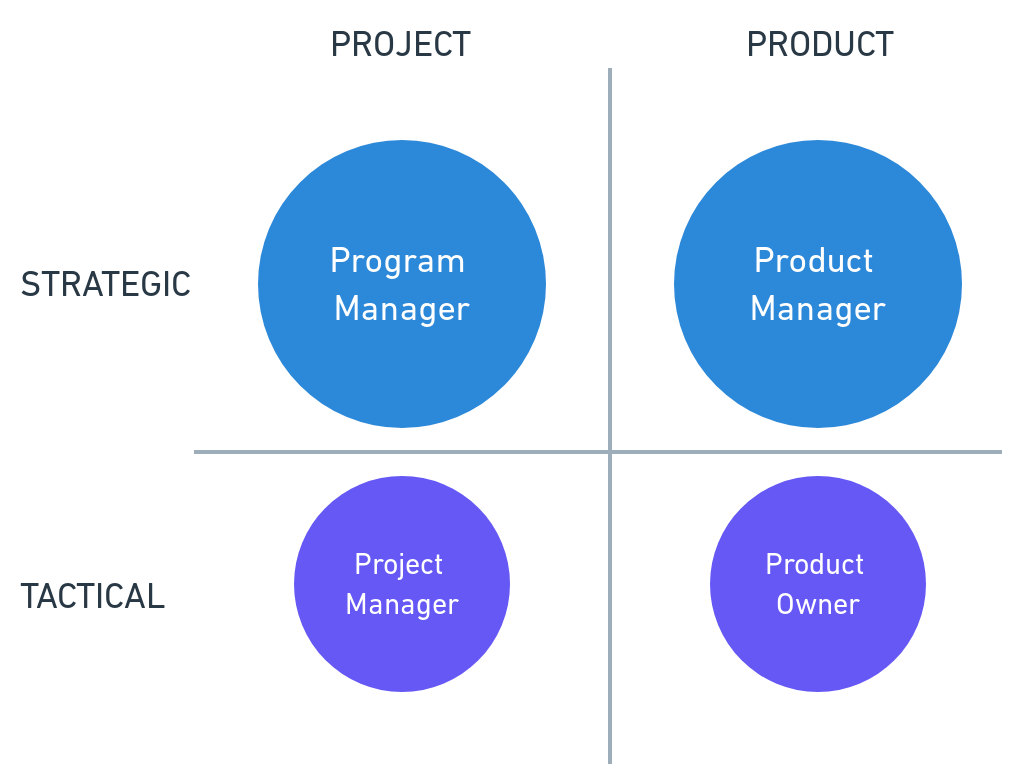 PROJECT
PRODUCT
STRATEGIC
Program
Manager
Product
Manager
TACTICAL
Project
Manager
Product
Owner